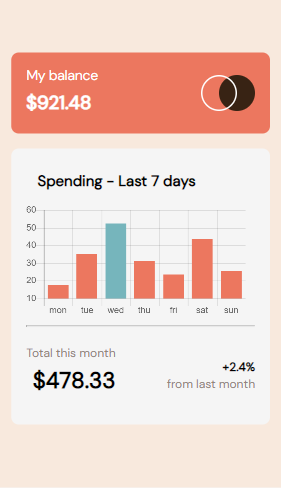 My balance
$921.48
Spending - Last 7 days
60
50
40
30
20
10
mon tue wed thu fri sat sun
Total this month
$478.33
+2.4%
from last month